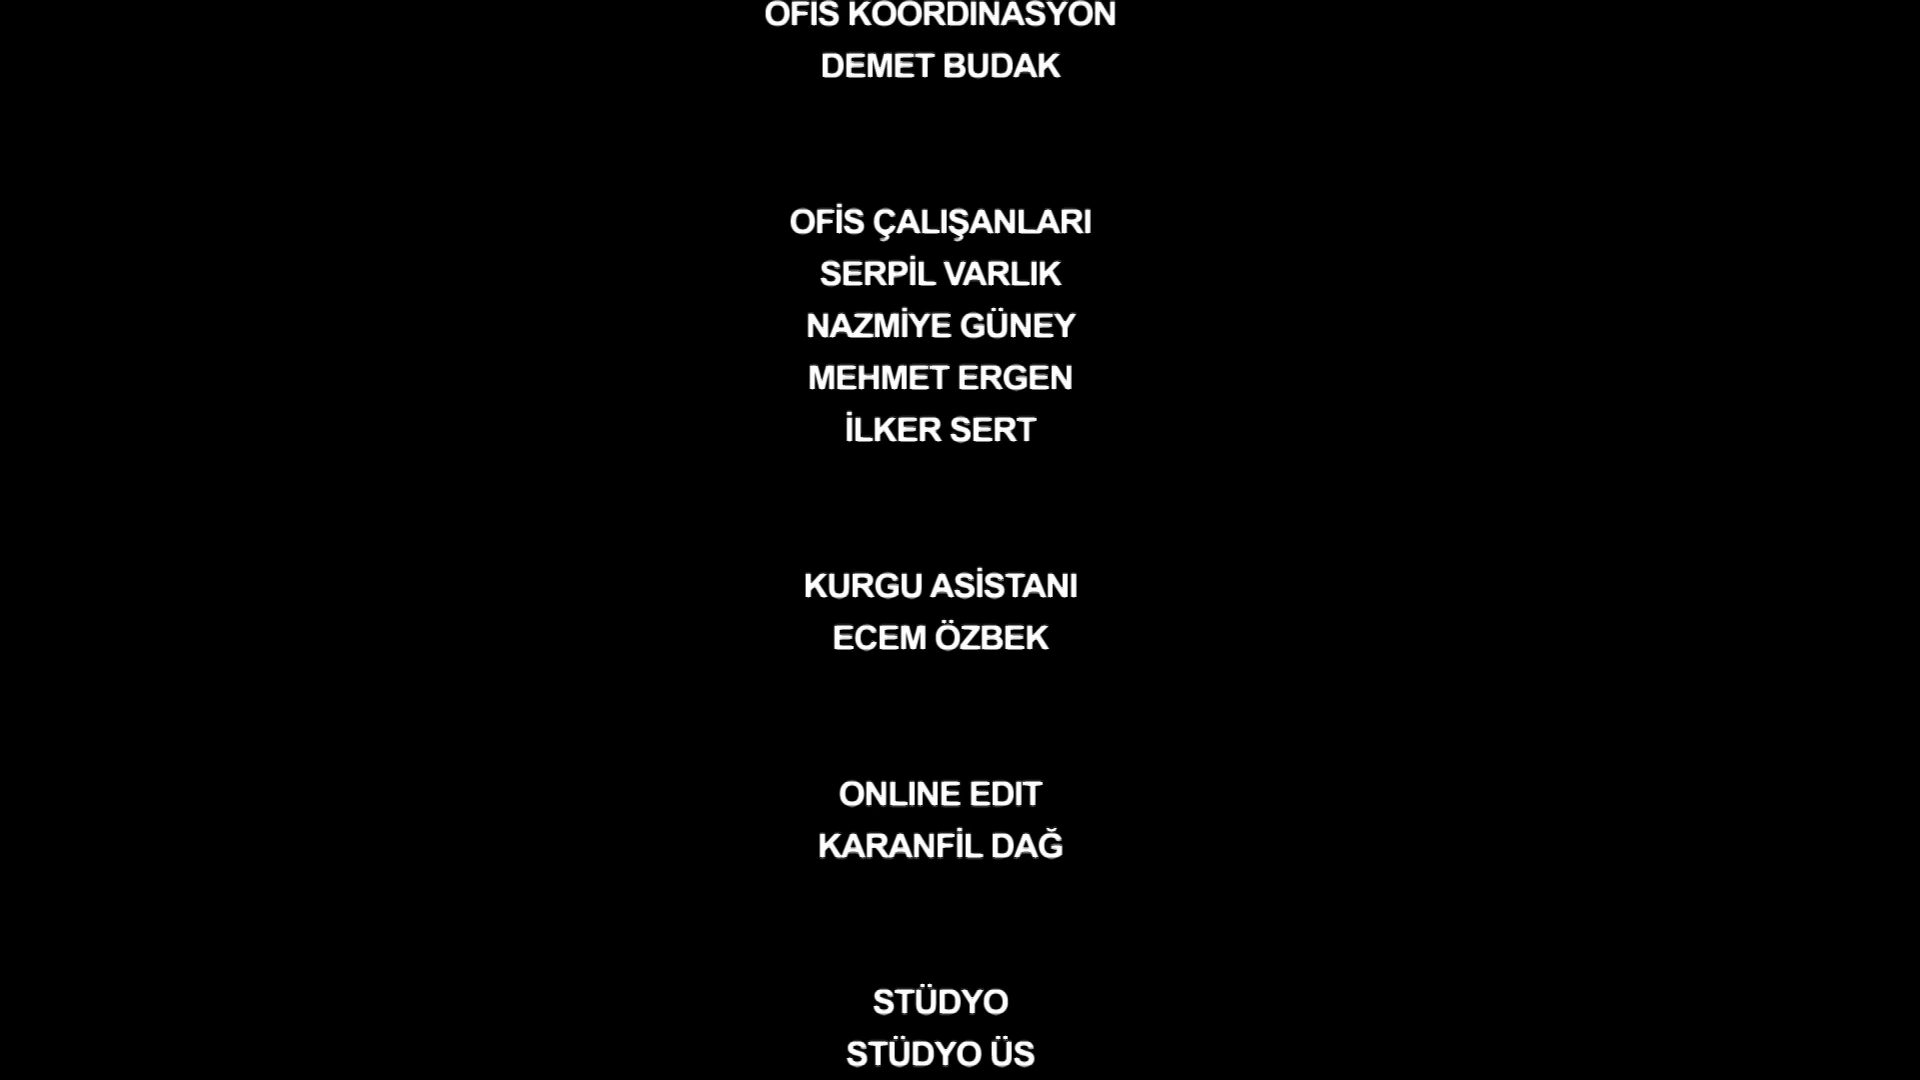 OFİS KOORDİNASYON
DEMET BUDAK
OFİS ÇALIŞANLARI
SERPİL VARLIK
NAZMİYE GÜNEY
MEHMET ERGEN
İLKER SERT
KURGU ASİSTANI
ECEM ÖZBEK
ONLINE EDIT
KARANFİL DAĞ
STÜDYO
STÜDYO ÜS